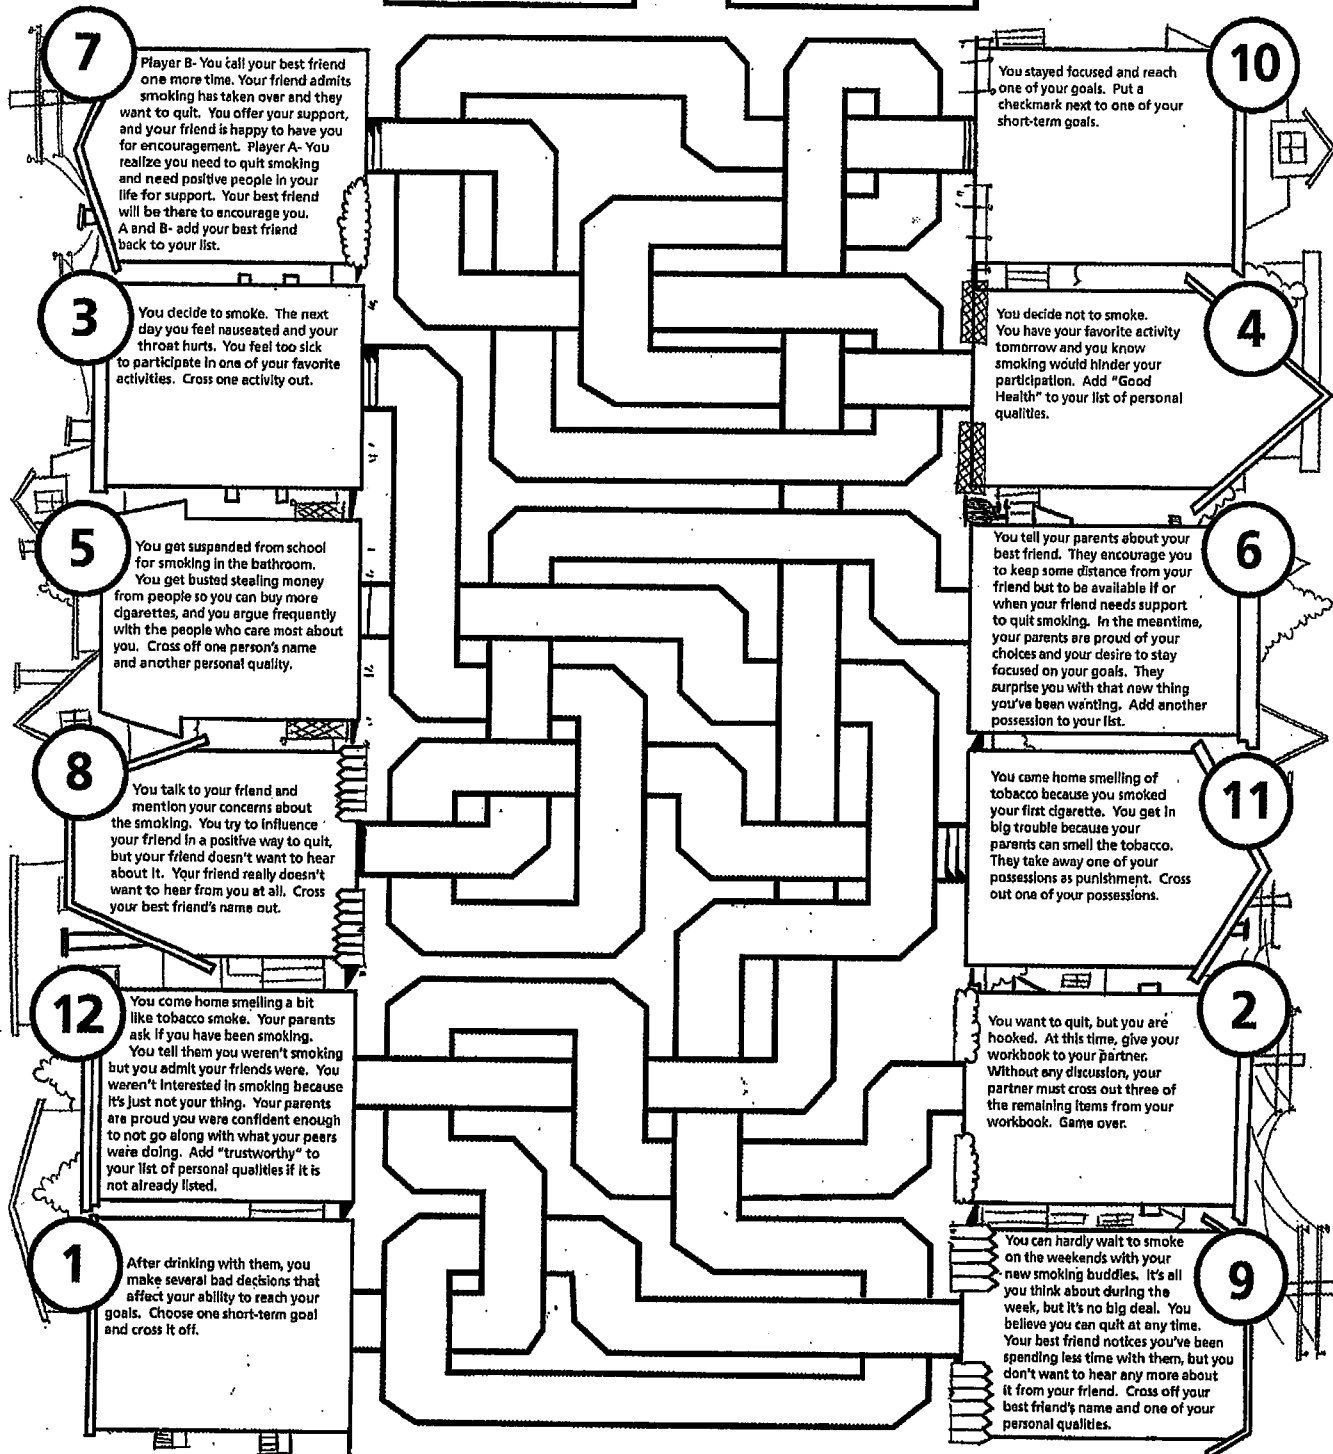 7
Player B- You call your best friend
one more time. Your friend admits
smoking has taken over and they
want to quit. You offer your support,
and your friend is happy to have you
for encouragement. Player A- You
realize you need to quit smoking
and need positive people in your
life for support. Your best friend
will be there to encourage you.
A and B- add your best friend
back to your list.
10
You stayed focused and reach
one of your goals. Put a
checkmark next to one of your
short-term goals.
3
You decide to smoke. The next
day you feel nauseated and your
throat hurts. You feel too sick
to participate in one of your favorite
activities. Cross one activity out.
4
You decide not to smoke.
You have your favorite activity
tomorrow and you know
smoking would hinder your
participation. Add "Good
Health" to your list of personal
qualities.
5
You get suspended from school
for smoking in the bathroom.
You get busted stealing money
from people so you can buy more
cigarettes, and you argue frequently
with the people who care most about
you. Cross off one person's name
and another personal quality.
6
You tell your parents about your
best friend. They encourage you
to keep some distance from your
friend but to be available if or
when your friend needs support
to quit smoking. In the meantime,
your parents are proud of your
choices and your desire to stay
focused on your goals. They
surprise you with that new thing
you've been wanting. Add another
possession to your list.
8
You talk to your friend and
mention your concerns about
the smoking. You try to influence
your friend in a positive way to quit,
but your friend doesn't want to hear
about it. Your friend really doesn't
want to hear from you at all. Cross
your best friend's name out.
11
You came home smelling of
tobacco because you smoked
your first cigarette. You get in
big trouble because your
parents can smell the tobacco.
They take away one of your
possessions as punishment. Cross
out one of your possessions.
12
You come home smelling a bit
like tobacco smoke. Your parents
ask if you have been smoking.
You tell them you weren't smoking
but you admit your friends were. You
weren't interested in smoking because
it's just not your thing. Your parents
are proud you were confident enough
to not go along with what your peers
were doing. Add "trustworthy" to
your list of personal qualities if it is
not already listed.
2
You want to quit, but you are
hooked. At this time, give your
workbook to your partner.
Without any discussion, your
partner must cross out three of
the remaining items from your
workbook. Game over.
1
After drinking with them, you
make several bad decisions that
affect your ability to reach your
goals. Choose one short-term goal
and cross it off.
9
You can hardly wait to smoke
on the weekends with your
new smoking buddies. It's all
you think about during the
week, but it's no big deal. You
believe you can quit at any time.
Your best friend notices you've been
spending less time with them, but you
don't want to hear any more about
it from your friend. Cross off your
best friend's name and one of your
personal qualities.